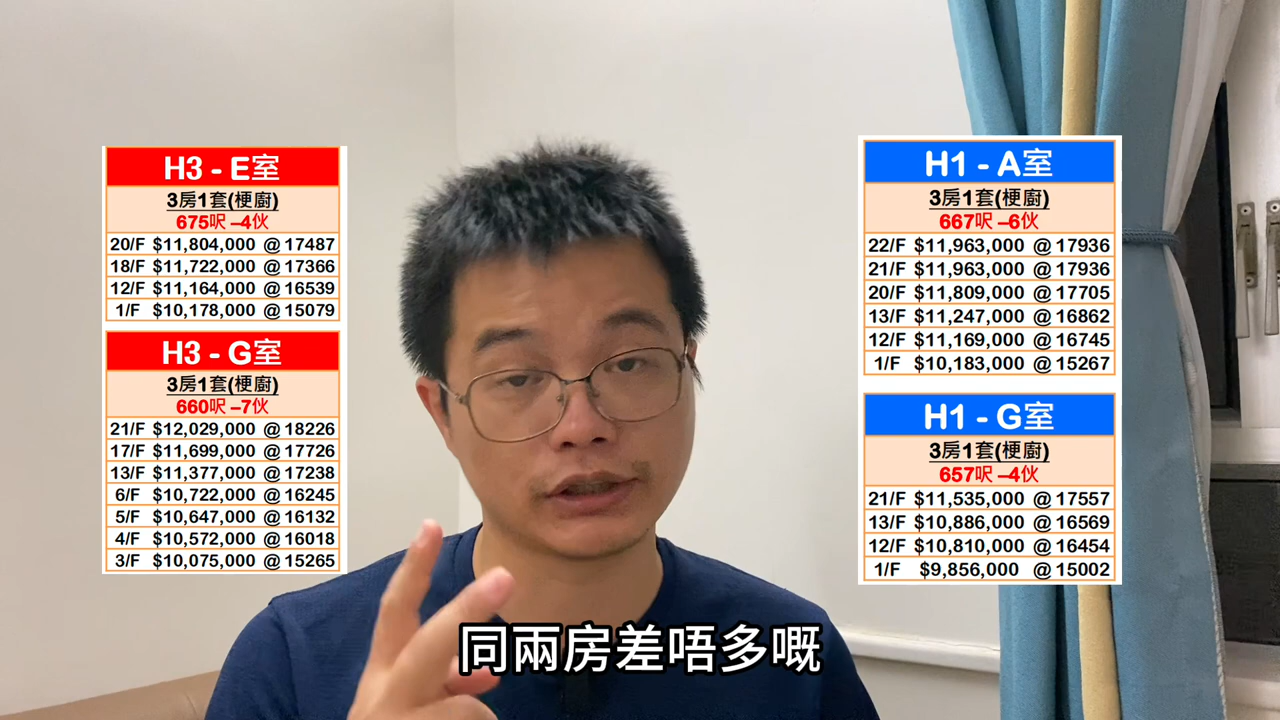 H3 - E室
3房1套(梗廚)
675呎 –4伙
20/F $11,804,000 @ 17487
18/F $11,722,000 @ 17366
12/F $11,164,000 @ 16539
1/F $10,178,000 @ 15079
H3 - G室
3房1套(梗廚)
660呎 –7伙
21/F $12,029,000 @ 18226
17/F $11,699,000 @ 17726
13/F $11,377,000 @ 17238
6/F $10,722,000 @ 16245
5/F $10,647,000 @ 16132
4/F $10,572,000 @ 16018
3/F $10,075,000 @ 15265
H1 - A室
3房1套(梗廚)
667呎 –6伙
22/F $11,963,000 @ 17936
21/F $11,963,000 @ 17936
20/F $11,809,000 @ 17705
13/F $11,247,000 @ 16862
12/F $11,169,000 @ 16745
1/F $10,183,000 @ 15267
H1 - G室
3房1套(梗廚)
657呎 –4伙
21/F $11,535,000 @ 17557
13/F $10,886,000 @ 16569
12/F $10,810,000 @ 16454
1/F $9,856,000 @ 15002
同兩房差唔多嘅